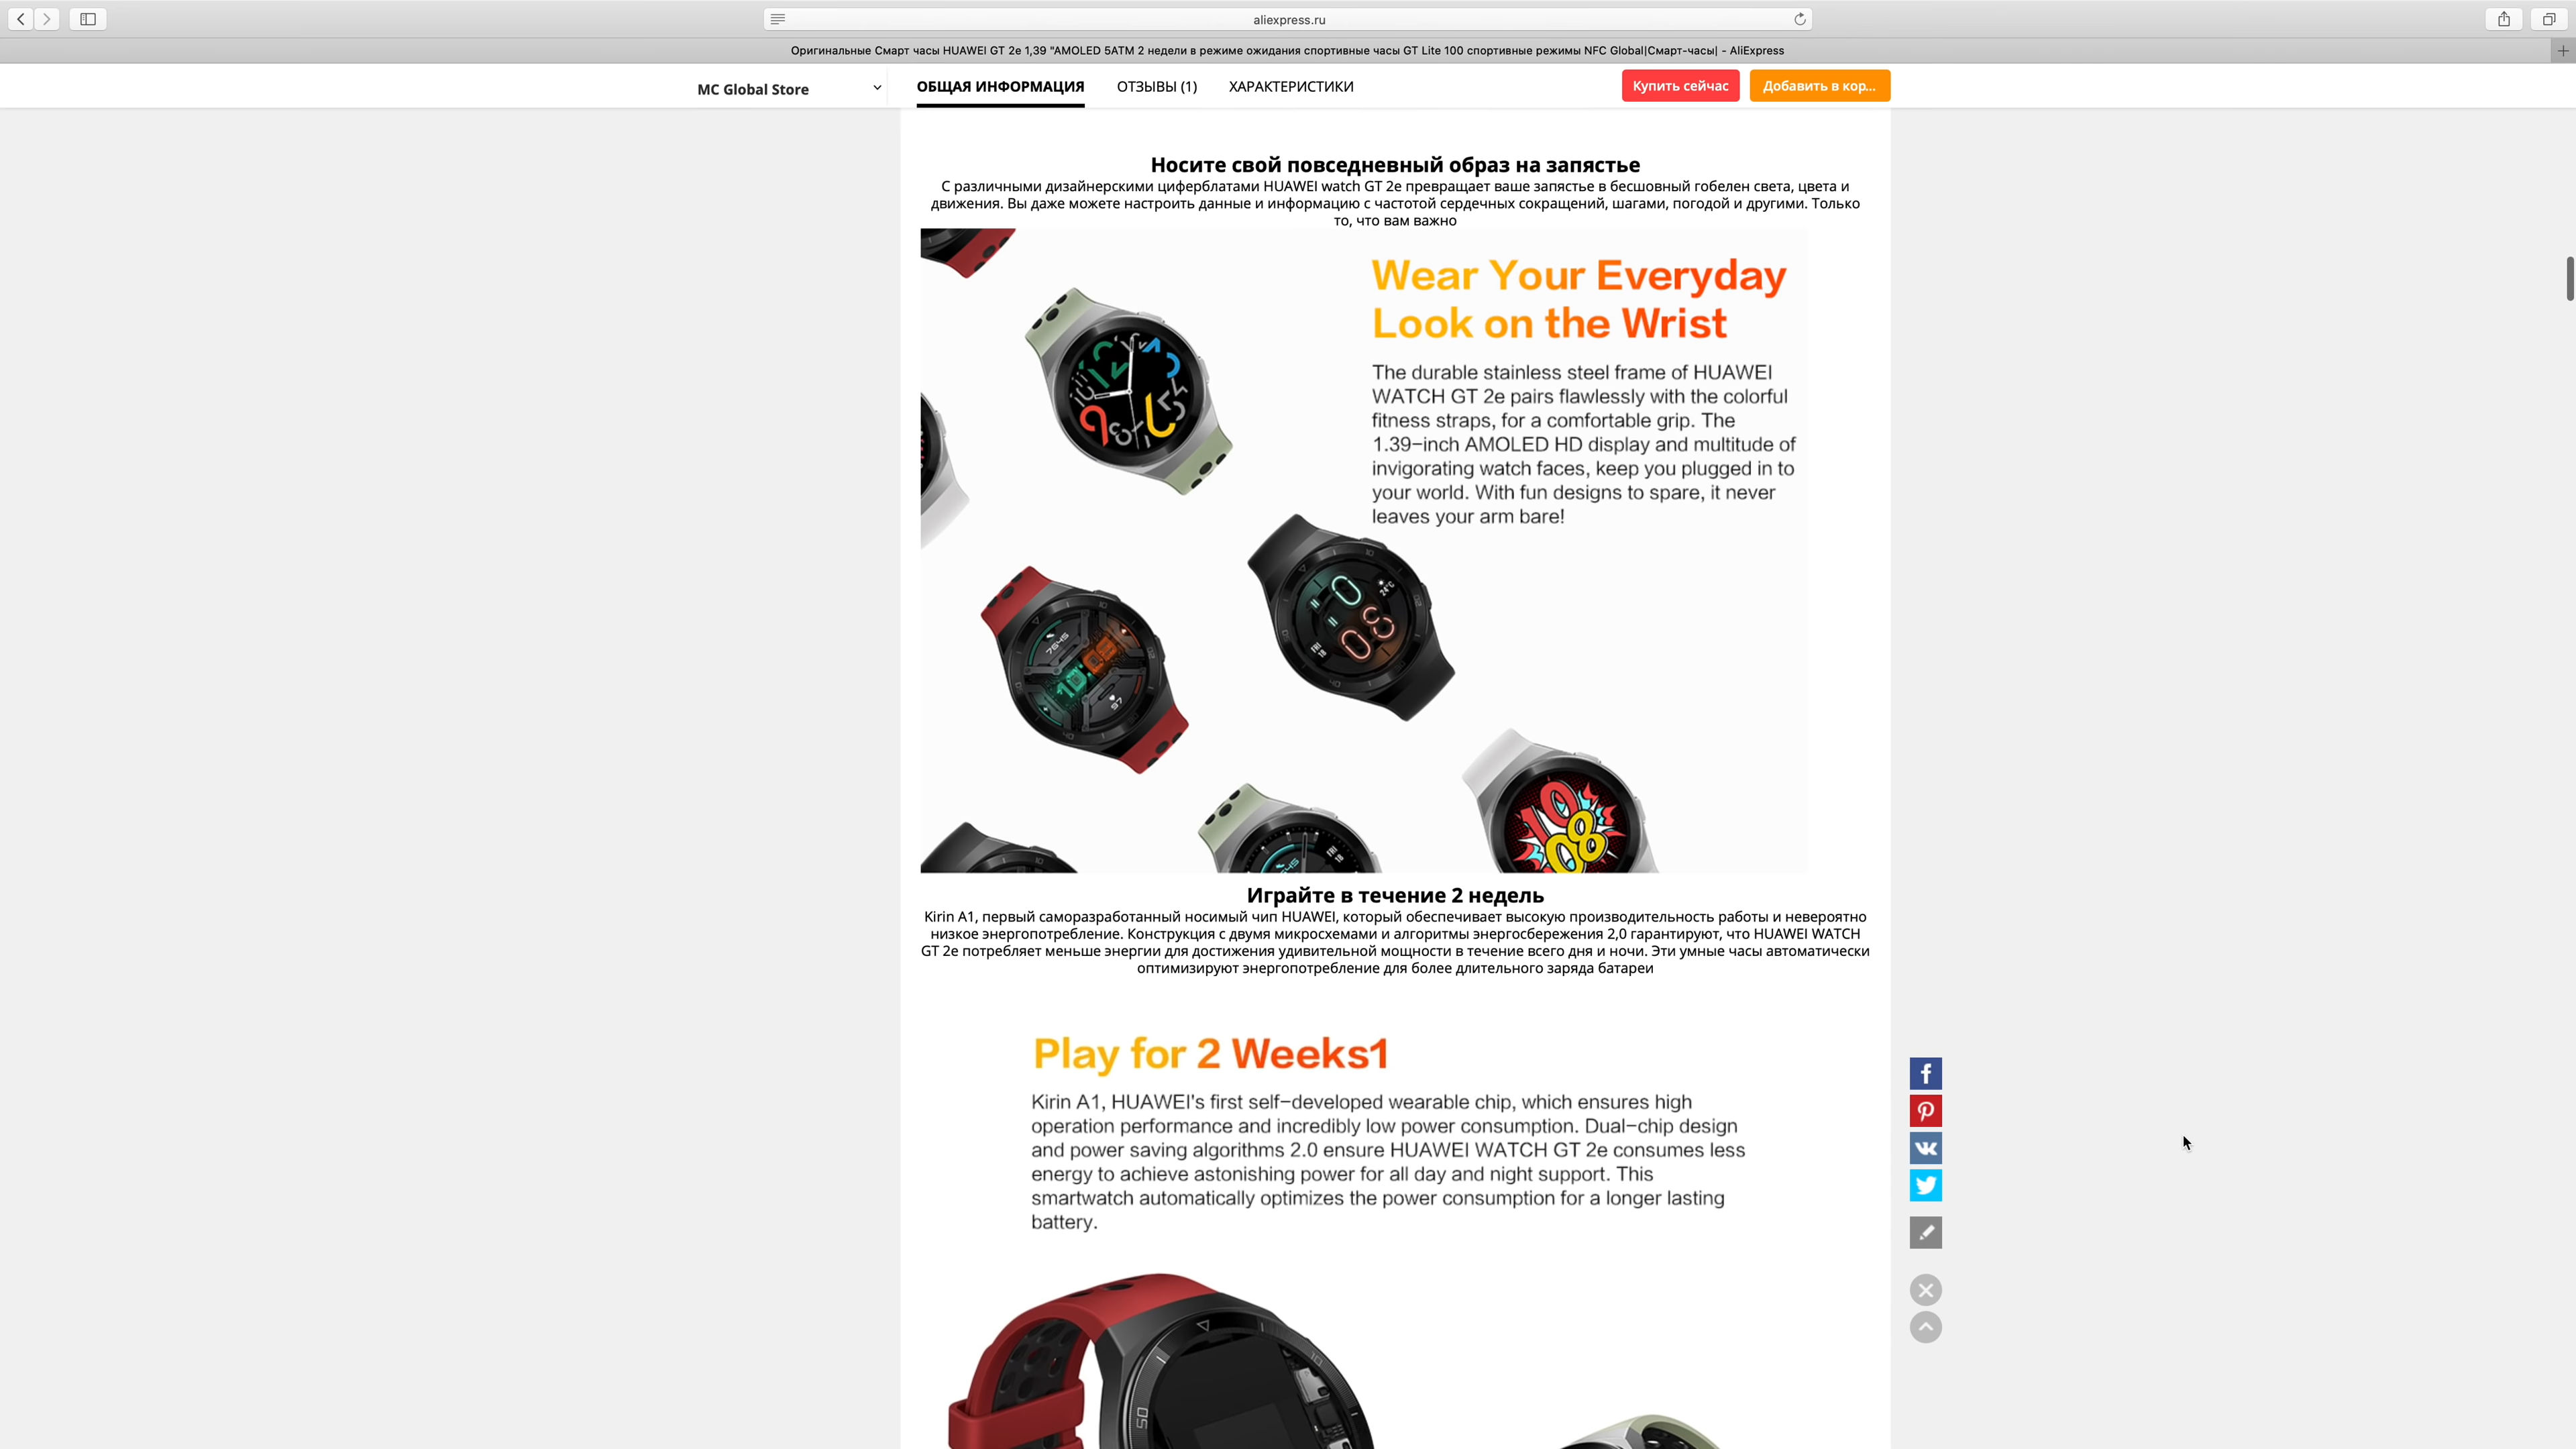 aliexpress.ru
Оригинальные Смарт часы HUAWEI GT 2e 1,39 "AMOLED 5ATM 2 недели в режиме ожидания спортивные часы GT Lite 100 спортивные режимы NFC Global|Смарт-часы| - AliExpress
MC Global Store
ОБЩАЯ ИНФОРМАЦИЯ
ОТЗЫВЫ (1)
ХАРАКТЕРИСТИКИ
Купить сейчас
Добавить в кор...
Носите свой повседневный образ на запястье
С различными дизайнерскими циферблатами HUAWEI watch GT 2e превращает ваше запястье в бесшовный гобелен света, цвета и
движения. Вы даже можете настроить данные и информацию с частотой сердечных сокращений, шагами, погодой и другими. Только
то, что вам важно
Wear Your Everyday
Look on the Wrist
The durable stainless steel frame of HUAWEI
WATCH GT 2e pairs flawlessly with the colorful
fitness straps, for a comfortable grip. The
1.39-inch AMOLED HD display and multitude of
invigorating watch faces, keep you plugged in to
your world. With fun designs to spare, it never
leaves your arm bare!
10
08
Играйте в течение 2 недель
Kirin A1, первый саморазработанный носимый чип HUAWEI, который обеспечивает высокую производительность работы и невероятно
низкое энергопотребление. Конструкция с двумя микросхемами и алгоритмы энергосбережения 2,0 гарантируют, что HUAWEI WATCH
GT 2e потребляет меньше энергии для достижения удивительной мощности в течение всего дня и ночи. Эти умные часы автоматически
оптимизируют энергопотребление для более длительного заряда батареи
Play for 2 Weeks1
Kirin A1, HUAWEI's first self-developed wearable chip, which ensures high
operation performance and incredibly low power consumption. Dual-chip design
and power saving algorithms 2.0 ensure HUAWEI WATCH GT 2e consumes less
energy to achieve astonishing power for all day and night support. This
smartwatch automatically optimizes the power consumption for a longer lasting
battery.
50
10